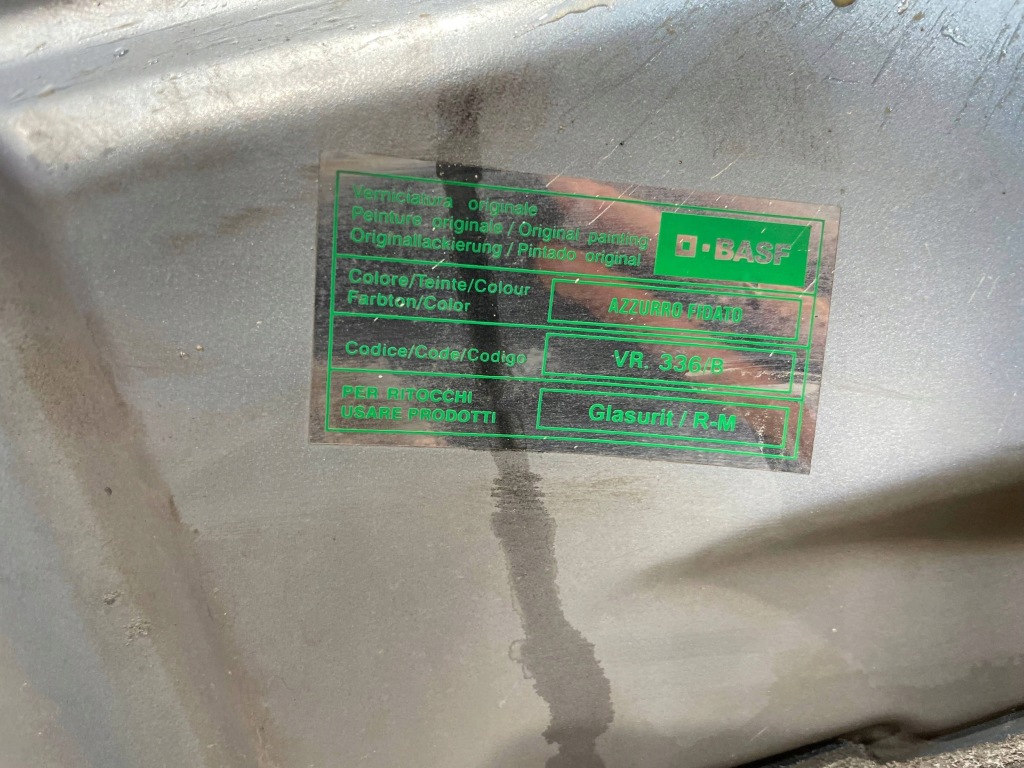 Verniciatura originale
Peinture originale / Original painting
Originallackierung / Pintado original
BASF
Colore/Teinte/Colour
Farbton/Color
AZZURRO FIDATO
Codice/Code/Codigo
VR. 336/B
PER RITOCCHI
USARE PRODOTTI
Glasurit / R-M